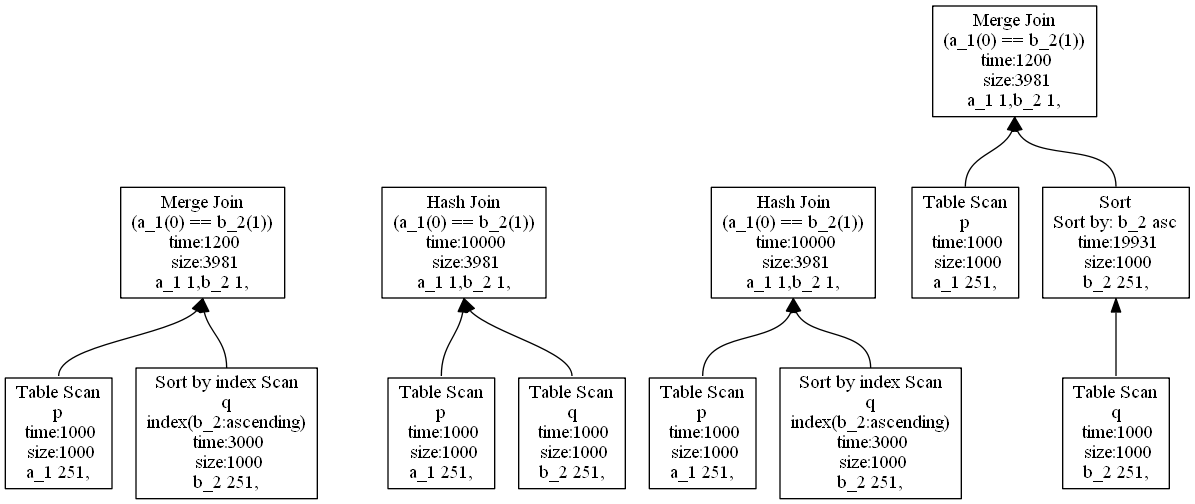 Merge Join
(a_1(0) == b_2(1))
time:1200
size:3981
a_1 1,b_2 1,
Merge Join
(a_1(0) == b_2(1))
time:1200
size:3981
a_1 1,b_2 1,
Hash Join
(a_1(0) == b_2(1))
time:10000
size:3981
a_1 1,b_2 1,
Hash Join
(a_1(0) == b_2(1))
time:10000
size:3981
a_1 1,b_2 1,
Table Scan
p
time:1000
size:1000
a_1 251,
Sort
Sort by: b_2 asc
time:19931
size:1000
b_2 251,
Table Scan
p
time:1000
size:1000
a_1 251,
Sort by index Scan
q
index(b_2:ascending)
time:3000
size:1000
b_2 251,
Table Scan
p
time:1000
size:1000
a_1 251,
Table Scan
q
time:1000
size:1000
b_2 251,
Table Scan
p
time:1000
size:1000
a_1 251,
Sort by index Scan
q
index(b_2:ascending)
time:3000
size:1000
b_2 251,
Table Scan
q
time:1000
size:1000
b_2 251,